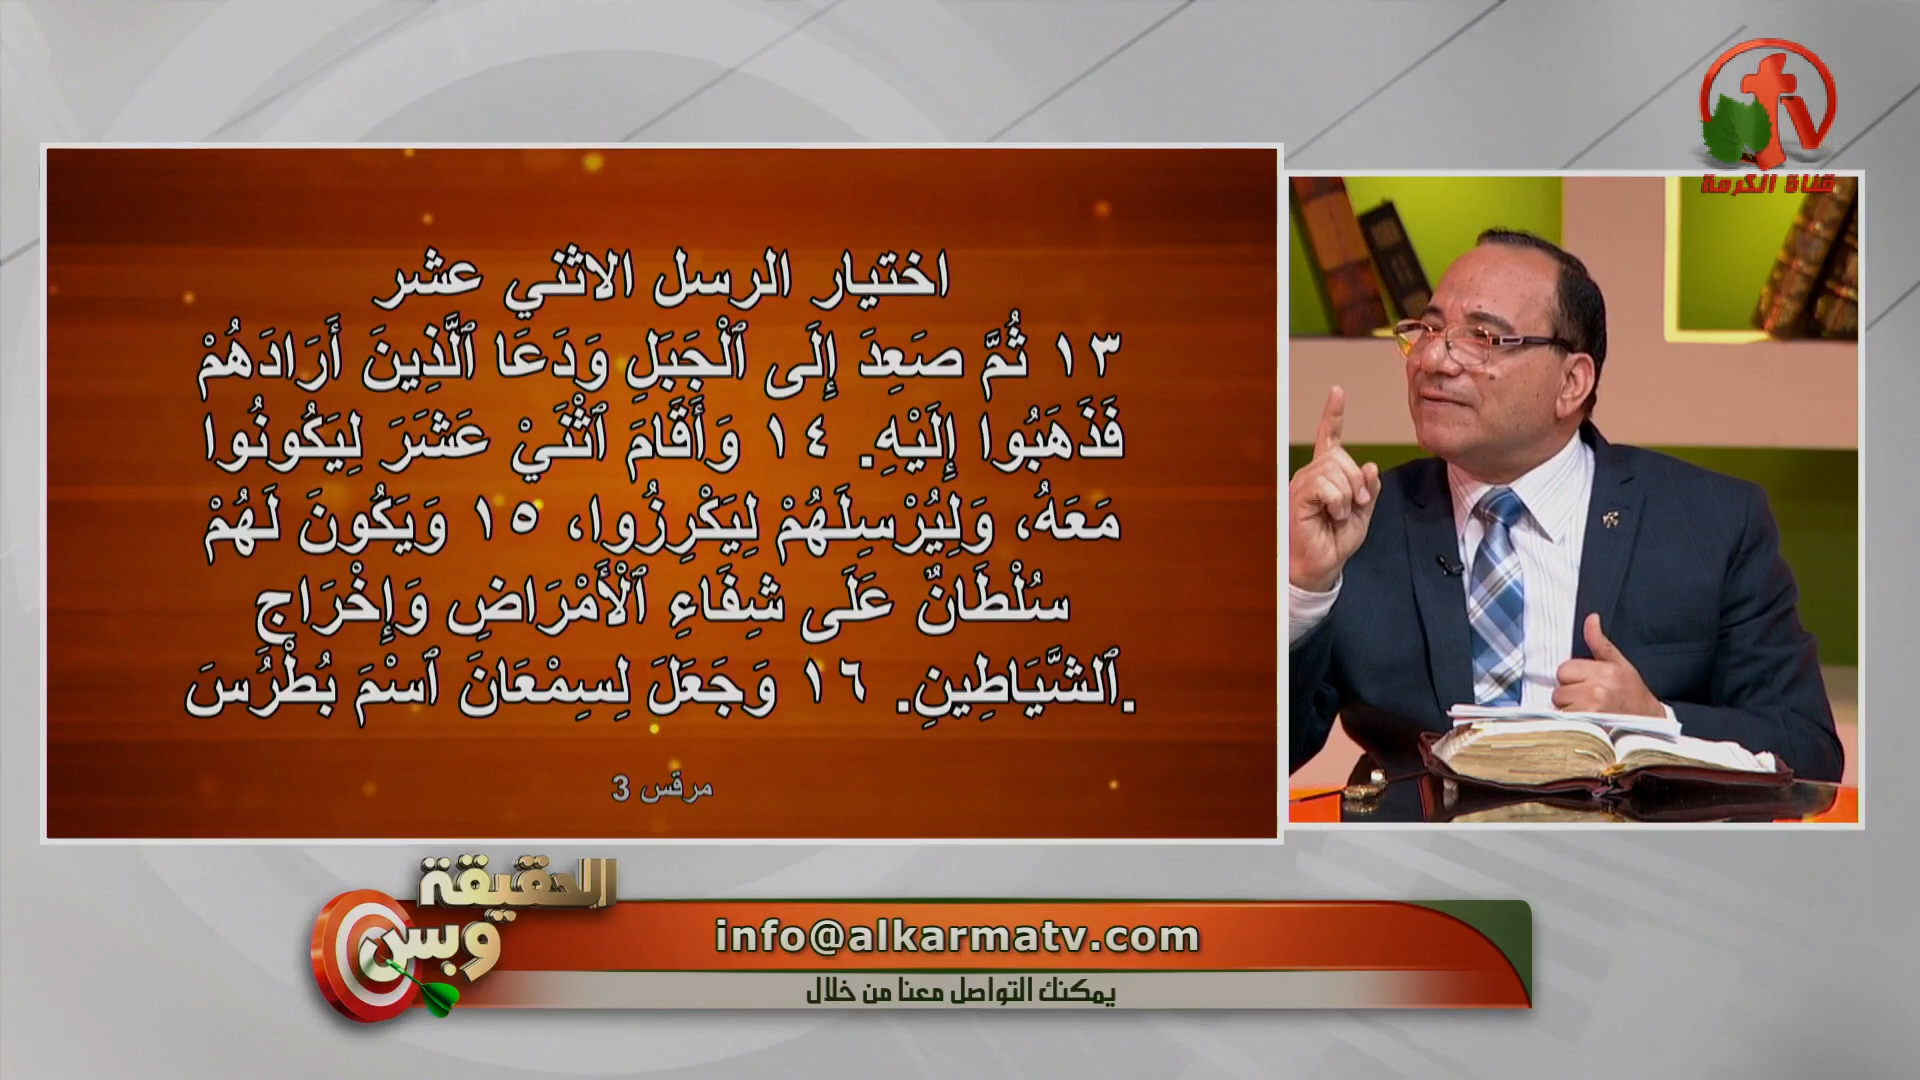 قناة الكرمة
اختيار الرسل الاثني عشر
١٣ ثُمَّ صَعِدَ إِلَى ٱلْجَبَلِ وَدَعَا ٱلَّذِينَ أَرَادَهُمْ
فَذَهَبُوا إِلَيْهِ. ١٤ وَأَقَامَ ٱثْنَيْ عَشَرَ لِيَكُونُوا
مَعَهُ، وَلِيُرْسِلَهُمْ لِيَكْرِزُوا، ١٥ وَيَكُونَ لَهُمْ
سُلْطَانٌ عَلَى شِفَاءِ ٱلْأَمْرَاضِ وَإِخْرَاجِ
.ٱلشَّيَاطِينِ. ١٦ وَجَعَلَ لِسِمْعَانَ ٱسْمَ بُطْرُسَ
مرقس 3
الحقيقة
وبس
info@alkarmatv.com
يمكنك التواصل معنا من خلال